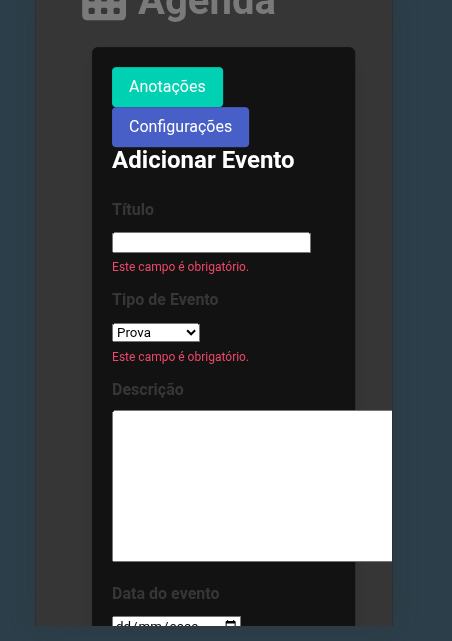 Agenda
Anotações
Configurações
Adicionar Evento
Título
Este campo é obrigatório.
Tipo de Evento
Prova
Este campo é obrigatório.
Descrição
Data do evento
dd/mm/aaaa